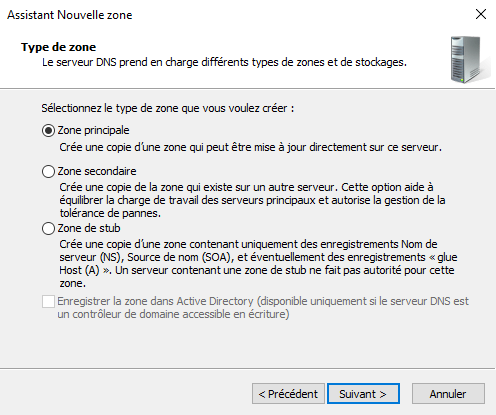 Assistant Nouvelle zone
Type de zone
Le serveur DNS prend en charge différents types de zones et de stockages.
Sélectionnez le type de zone que vous voulez créer :
Zone principale
Crée une copie d'une zone qui peut être mise à jour directement sur ce serveur.
Zone secondaire
Crée une copie de la zone qui existe sur un autre serveur. Cette option aide à
équilibrer la charge de travail des serveurs principaux et autorise la gestion de la
tolérance de pannes.
Zone de stub
Crée une copie d'une zone contenant uniquement des enregistrements Nom de
serveur (NS), Source de nom (SOA), et éventuellement des enregistrements « glue
Host (A) ». Un serveur contenant une zone de stub ne fait pas autorité pour cette
zone.
Enregistrer la zone dans Active Directory (disponible uniquement si le serveur DNS est
un contrôleur de domaine accessible en écriture)
< Précédent Suivant > Annuler